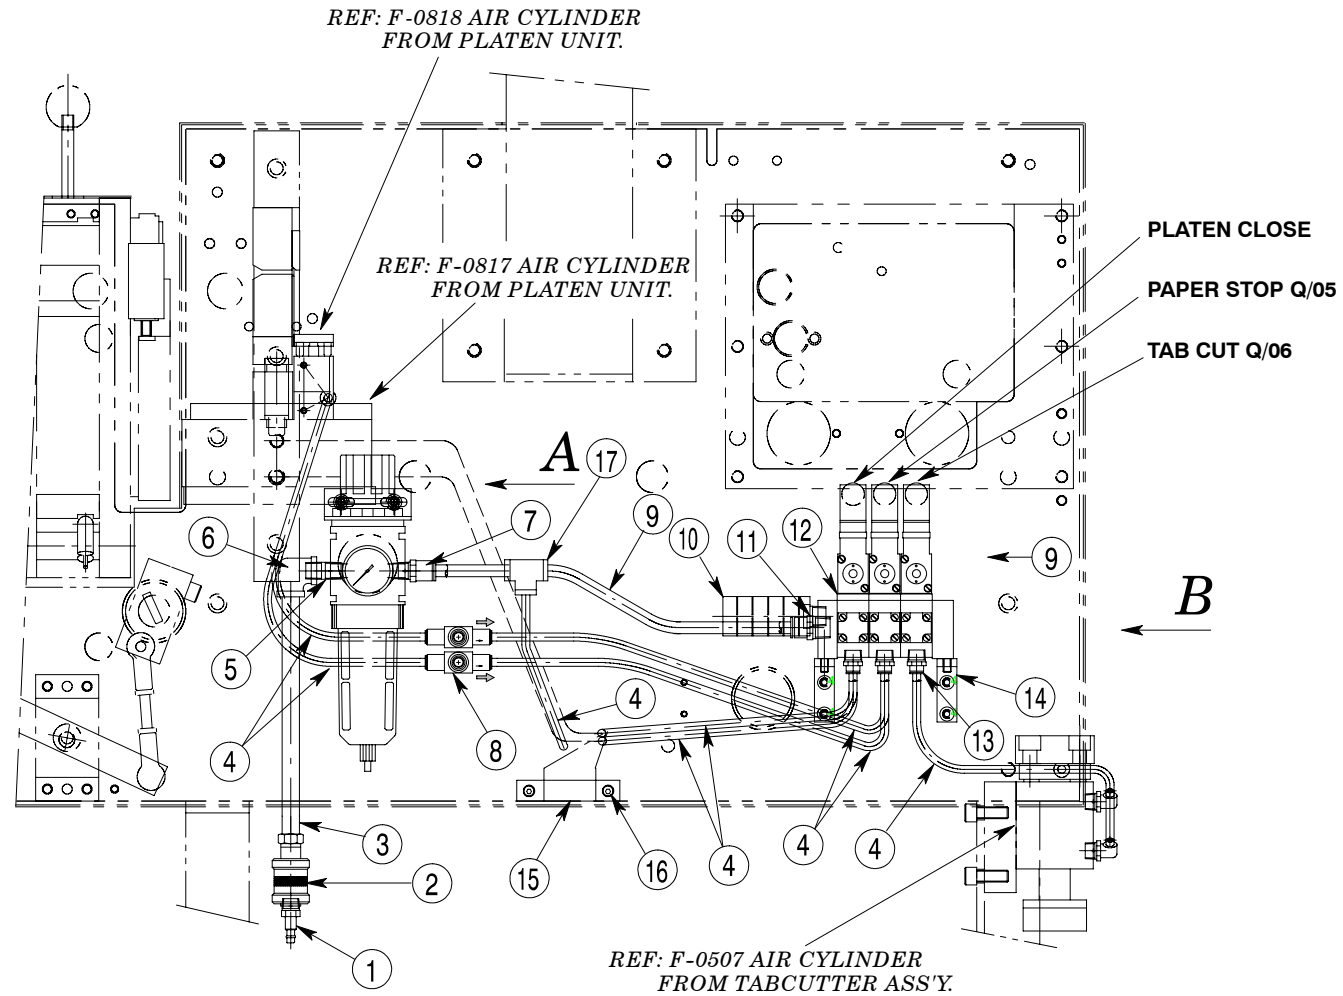 REF: F-0818 AIR CYLINDER
FROM PLATEN UNIT.
REF: F-0817 AIR CYLINDER
FROM PLATEN UNIT.
PLATEN CLOSE
PAPER STOP Q/05
TAB CUT Q/06
A
17
7
9
10
11
12
9
6
B
5
4
4
8
14
13
3
2
15
16
4
4
4
1
REF: F-0507 AIR CYLINDER
FROM TABCUTTER ASS'Y.